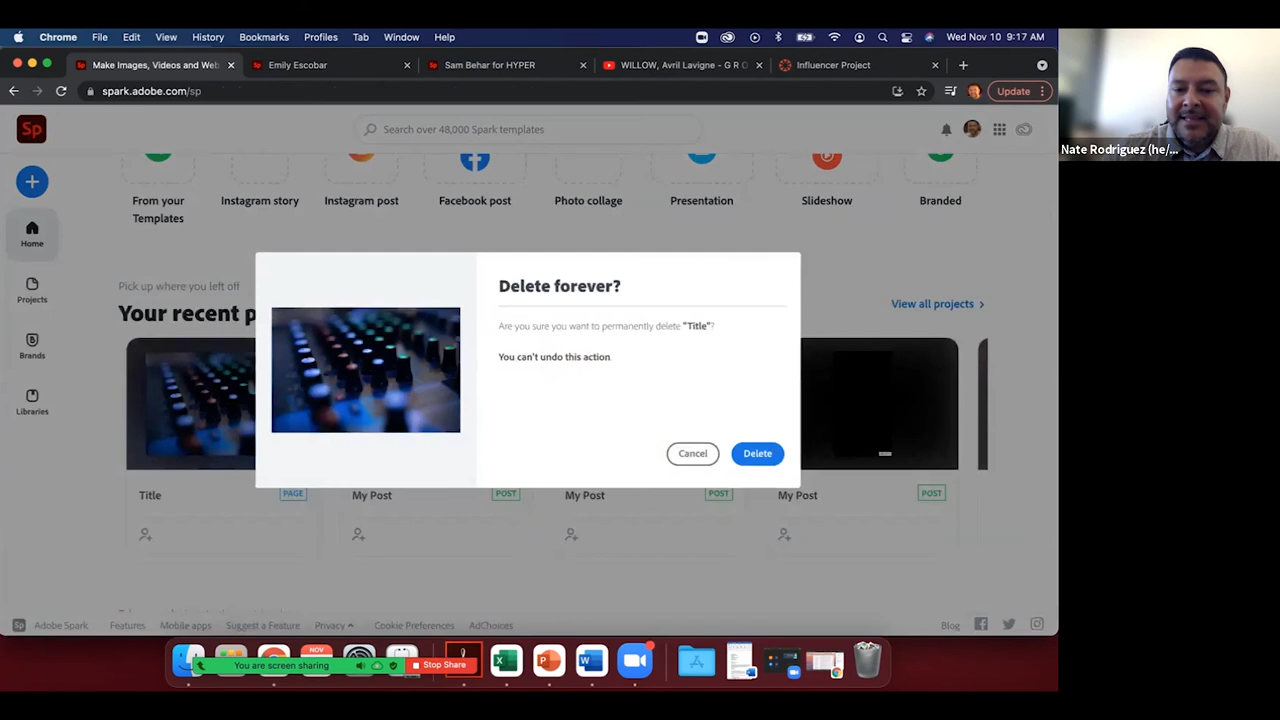 Chrome File Edit View History Bookmarks Profiles Tab Window Help Wed Nov 10 9:17 AM
Make Images, Videos and Web
Emily Escobar
Sam Behar for HYPER
WILLOW, Avril Lavigne - G R O
Influencer Project
spark.adobe.com/sp
Update
Sp
Search over 48,000 Spark templates
Nate Rodriguez (he/...
From your Templates
Instagram story
Instagram post
Facebook post
Photo collage
Presentation
Slideshow
Branded
Home
Projects
Brands
Libraries
Pick up where you left off
Your recent p
View all projects
Delete forever?
Are you sure you want to permanently delete "Title"?
You can't undo this action
Cancel
Delete
Title PAGE
My Post POST
My Post POST
My Post POST
Sp Adobe Spark Features Mobile apps Suggest a Feature Privacy Cookie Preferences AdChoices Blog
NOV
You are screen sharing
Stop Share